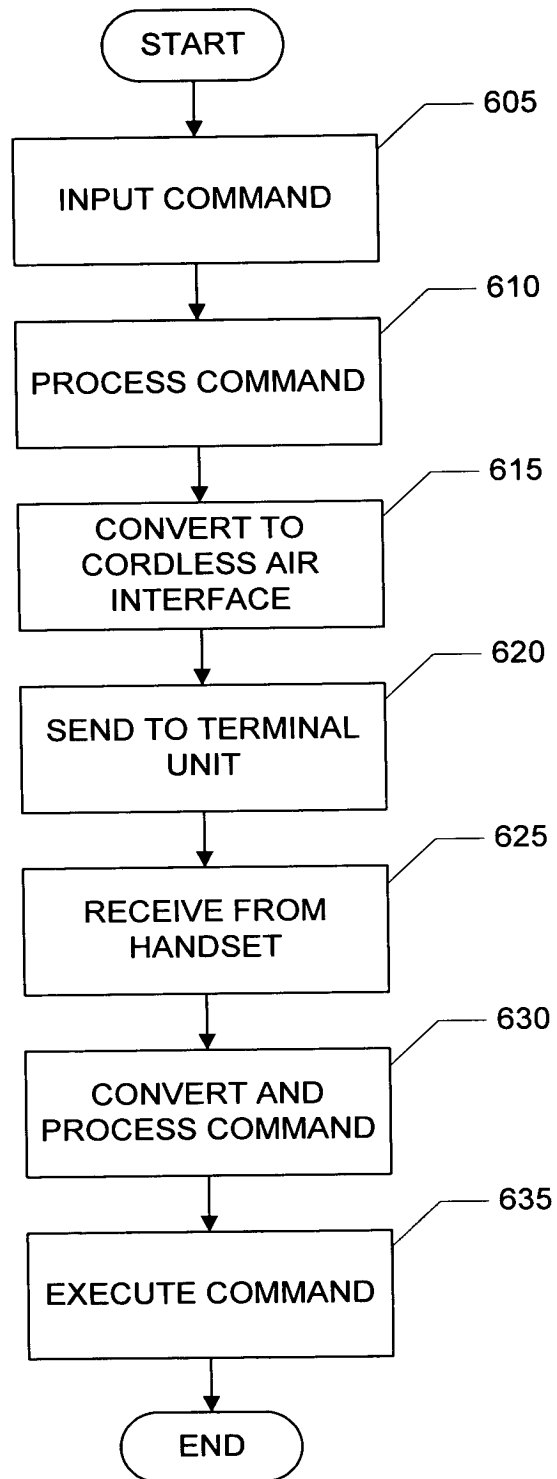 START
605
INPUT COMMAND
610
PROCESS COMMAND
615
CONVERT TO
CORDLESS AIR
INTERFACE
620
SEND TO TERMINAL
UNIT
625
RECEIVE FROM
HANDSET
630
CONVERT AND
PROCESS COMMAND
635
EXECUTE COMMAND
END